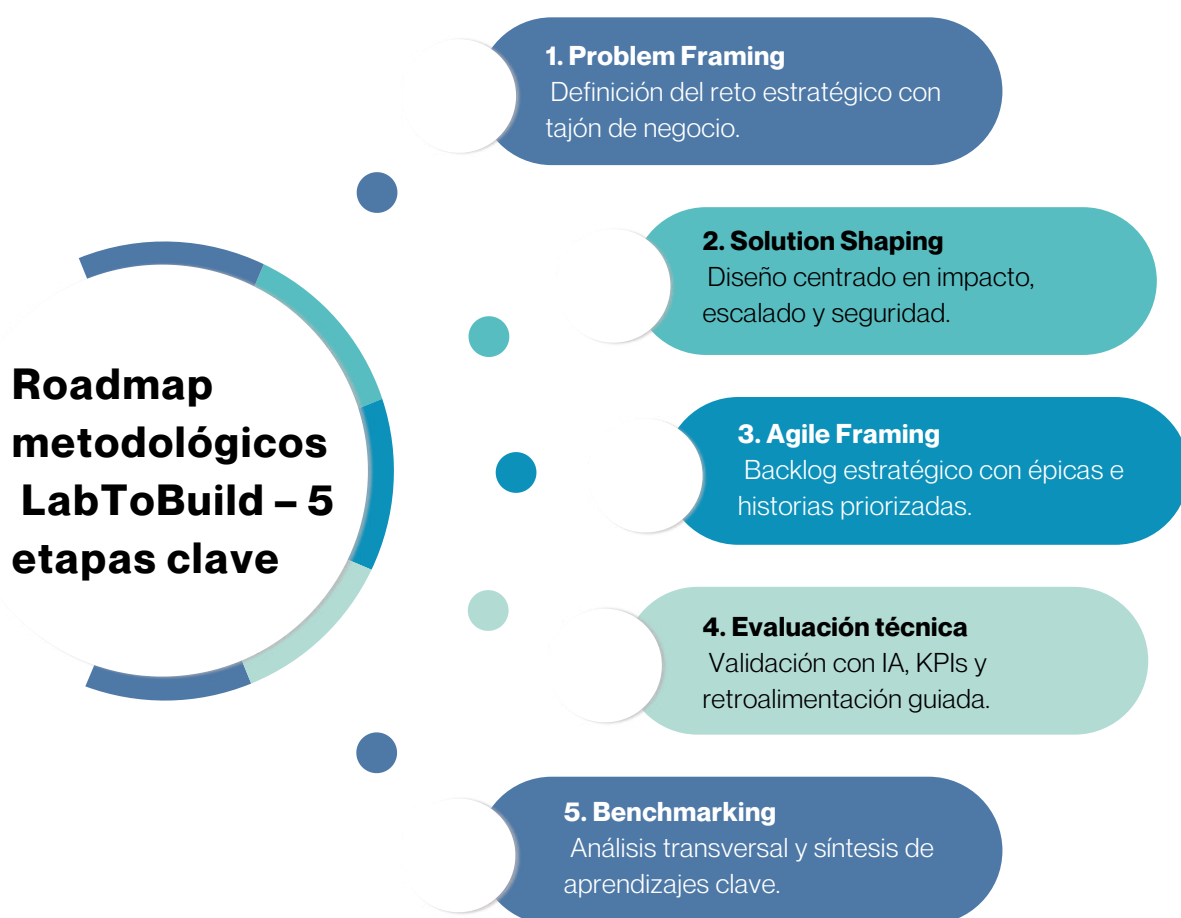 Roadmap
metodológicos
LabToBuild – 5
etapas clave
1. Problem Framing
Definición del reto estratégico con
tajón de negocio.
2. Solution Shaping
Diseño centrado en impacto,
escalado y seguridad.
3. Agile Framing
Backlog estratégico con épicas e
historias priorizadas.
4. Evaluación técnica
Validación con IA, KPIs y
retroalimentación guiada.
5. Benchmarking
Análisis transversal y síntesis de
aprendizajes clave.